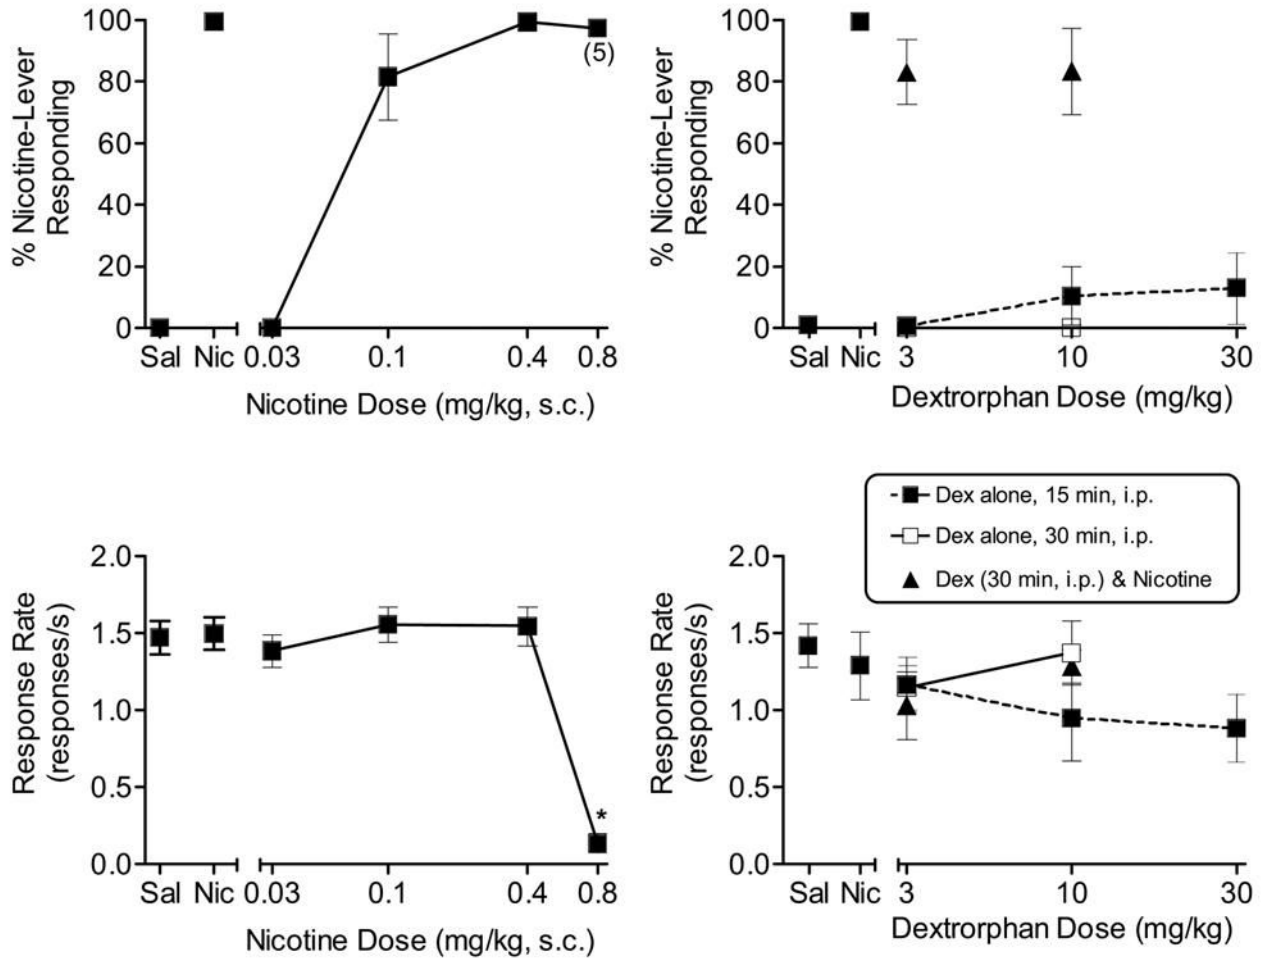 % Nicotine-Lever
Responding
100
80
60
40
20
0
(5)
Sal Nic 0.03 0.1 0.4 0.8
Nicotine Dose (mg/kg, s.c.)
% Nicotine-Lever
Responding
100
80
60
40
20
0
Sal Nic 3 10 30
Dextrorphan Dose (mg/kg)
Dex alone, 15 min, i.p.
Dex alone, 30 min, i.p.
Dex (30 min, i.p.) & Nicotine
Response Rate
(responses/s)
2.0
1.5
1.0
0.5
0.0
*
Sal Nic 0.03 0.1 0.4 0.8
Nicotine Dose (mg/kg, s.c.)
Response Rate
(responses/s)
2.0
1.5
1.0
0.5
0.0
Sal Nic 3 10 30
Dextrorphan Dose (mg/kg)